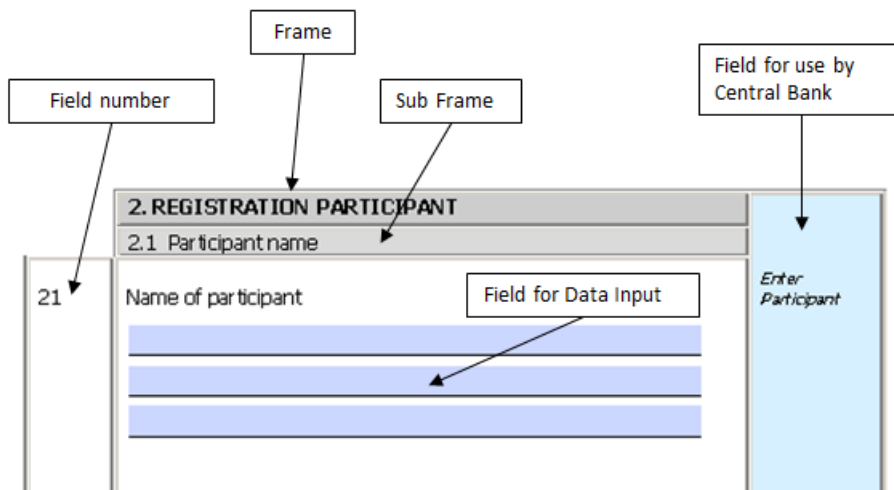 Frame
Field for use by
Central Bank
Field number
Sub Frame
2. REGISTRATION PARTICIPANT
2.1 Participant name
21
Name of participant
Field for Data Input
Enter
Participant